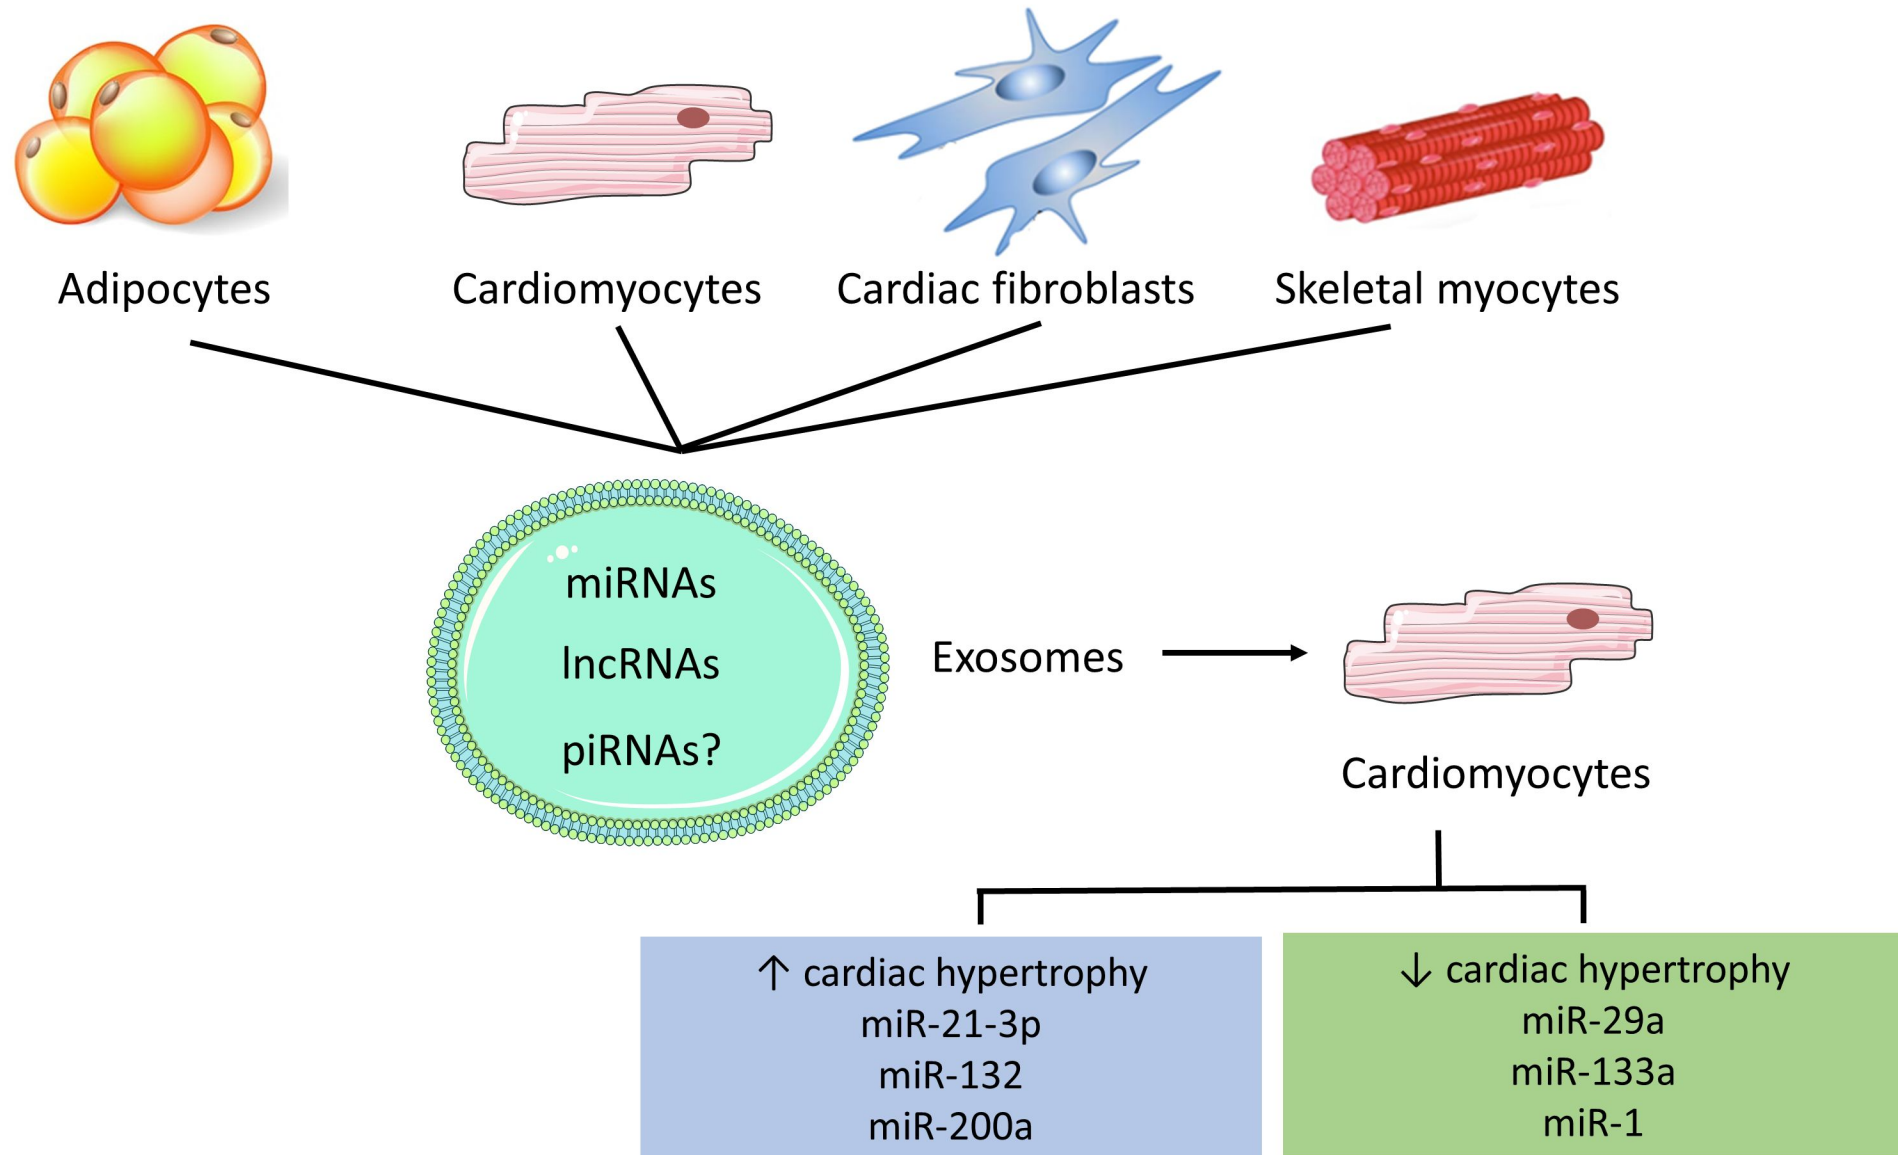 Adipocytes
Cardiomyocytes
Cardiac fibroblasts
Skeletal myocytes
miRNAs
lncRNAs
piRNAs?
Exosomes
Cardiomyocytes
↑ cardiac hypertrophy
miR-21-3p
miR-132
miR-200a
↓ cardiac hypertrophy
miR-29a
miR-133a
miR-1